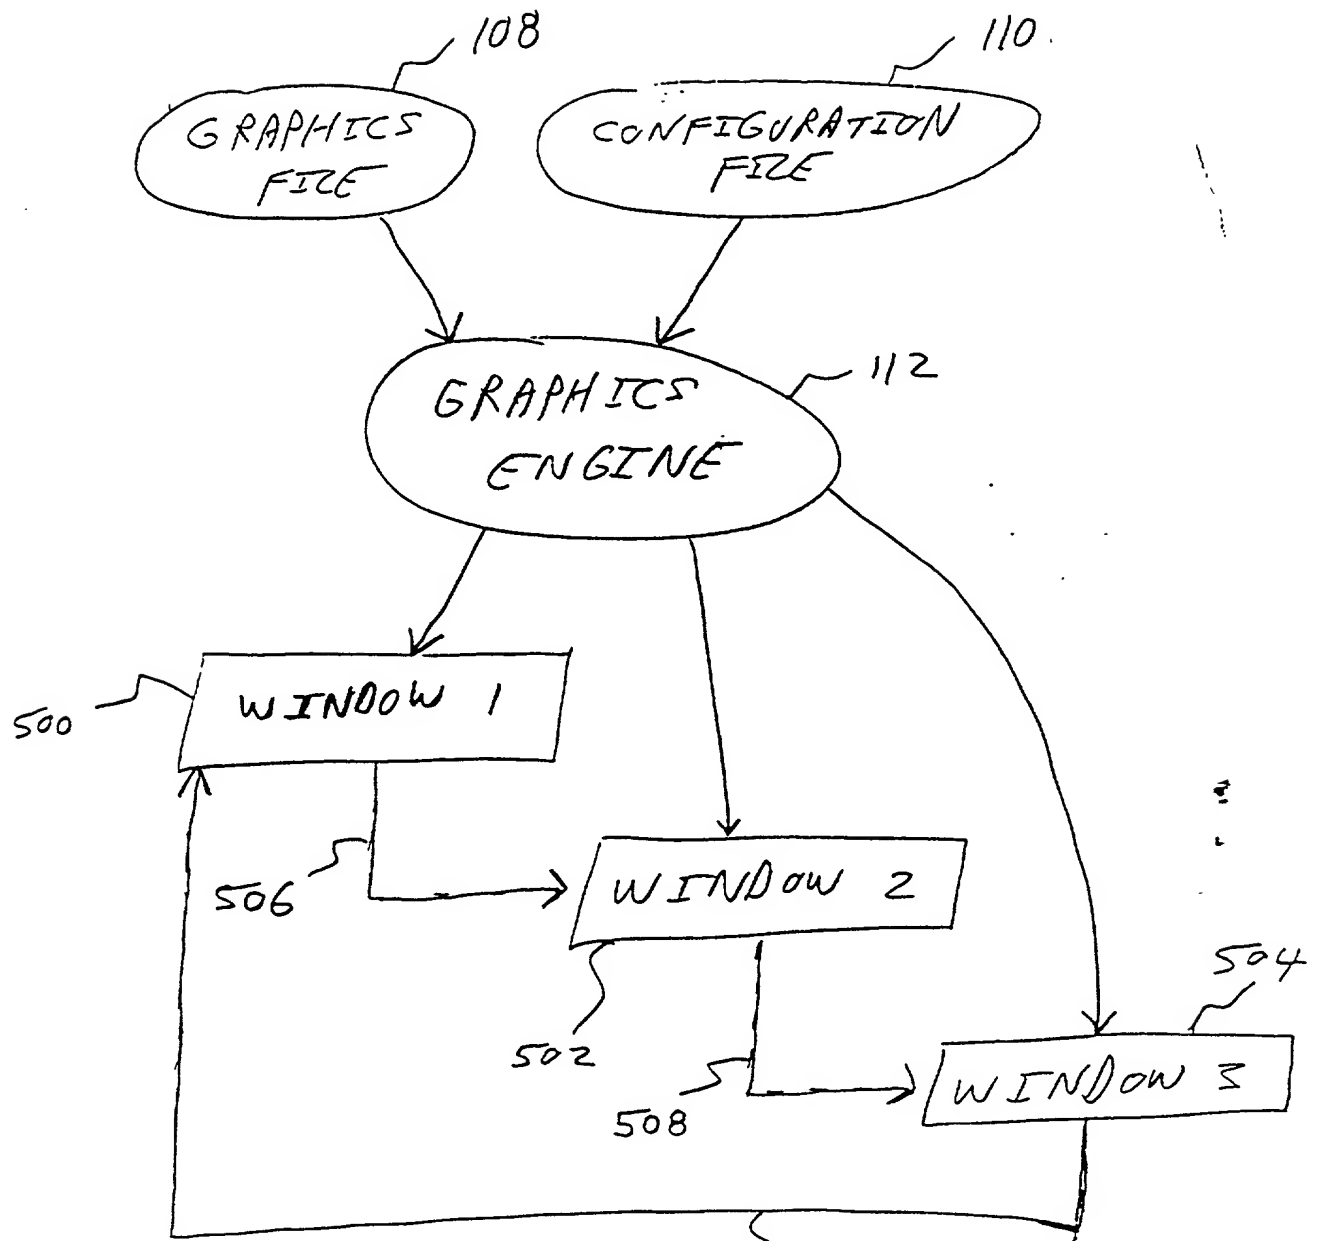 108
110
GRAPHICS
FILE
CONFIGURATION
FILE
112
GRAPHICS
ENGINE
500
WINDOW 1
506
WINDOW 2
502
504
WINDOW 3
508